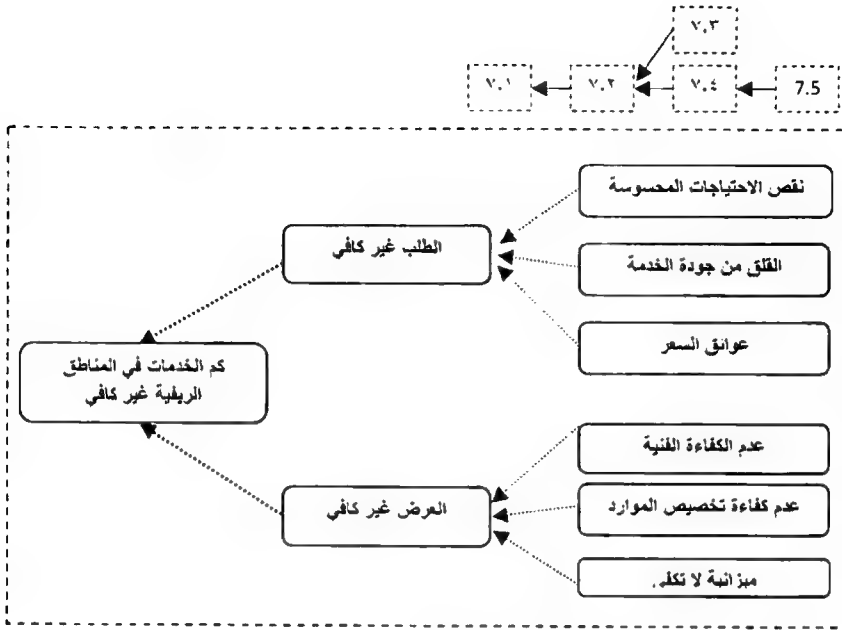 ٧.٣
٧.١
٧.٢
٧.٤
7.5
نقص الاحتياجات المحسوسة
الطلب غير كافي
القلق من جودة الخدمة
عوائق السعر
كم الخدمات في المناطق
الريفية غير كافي
عدم الكفاءة الفنية
العرض غير كافي
عدم كفاءة تخصيص الموارد
ميزانية لا تكفي